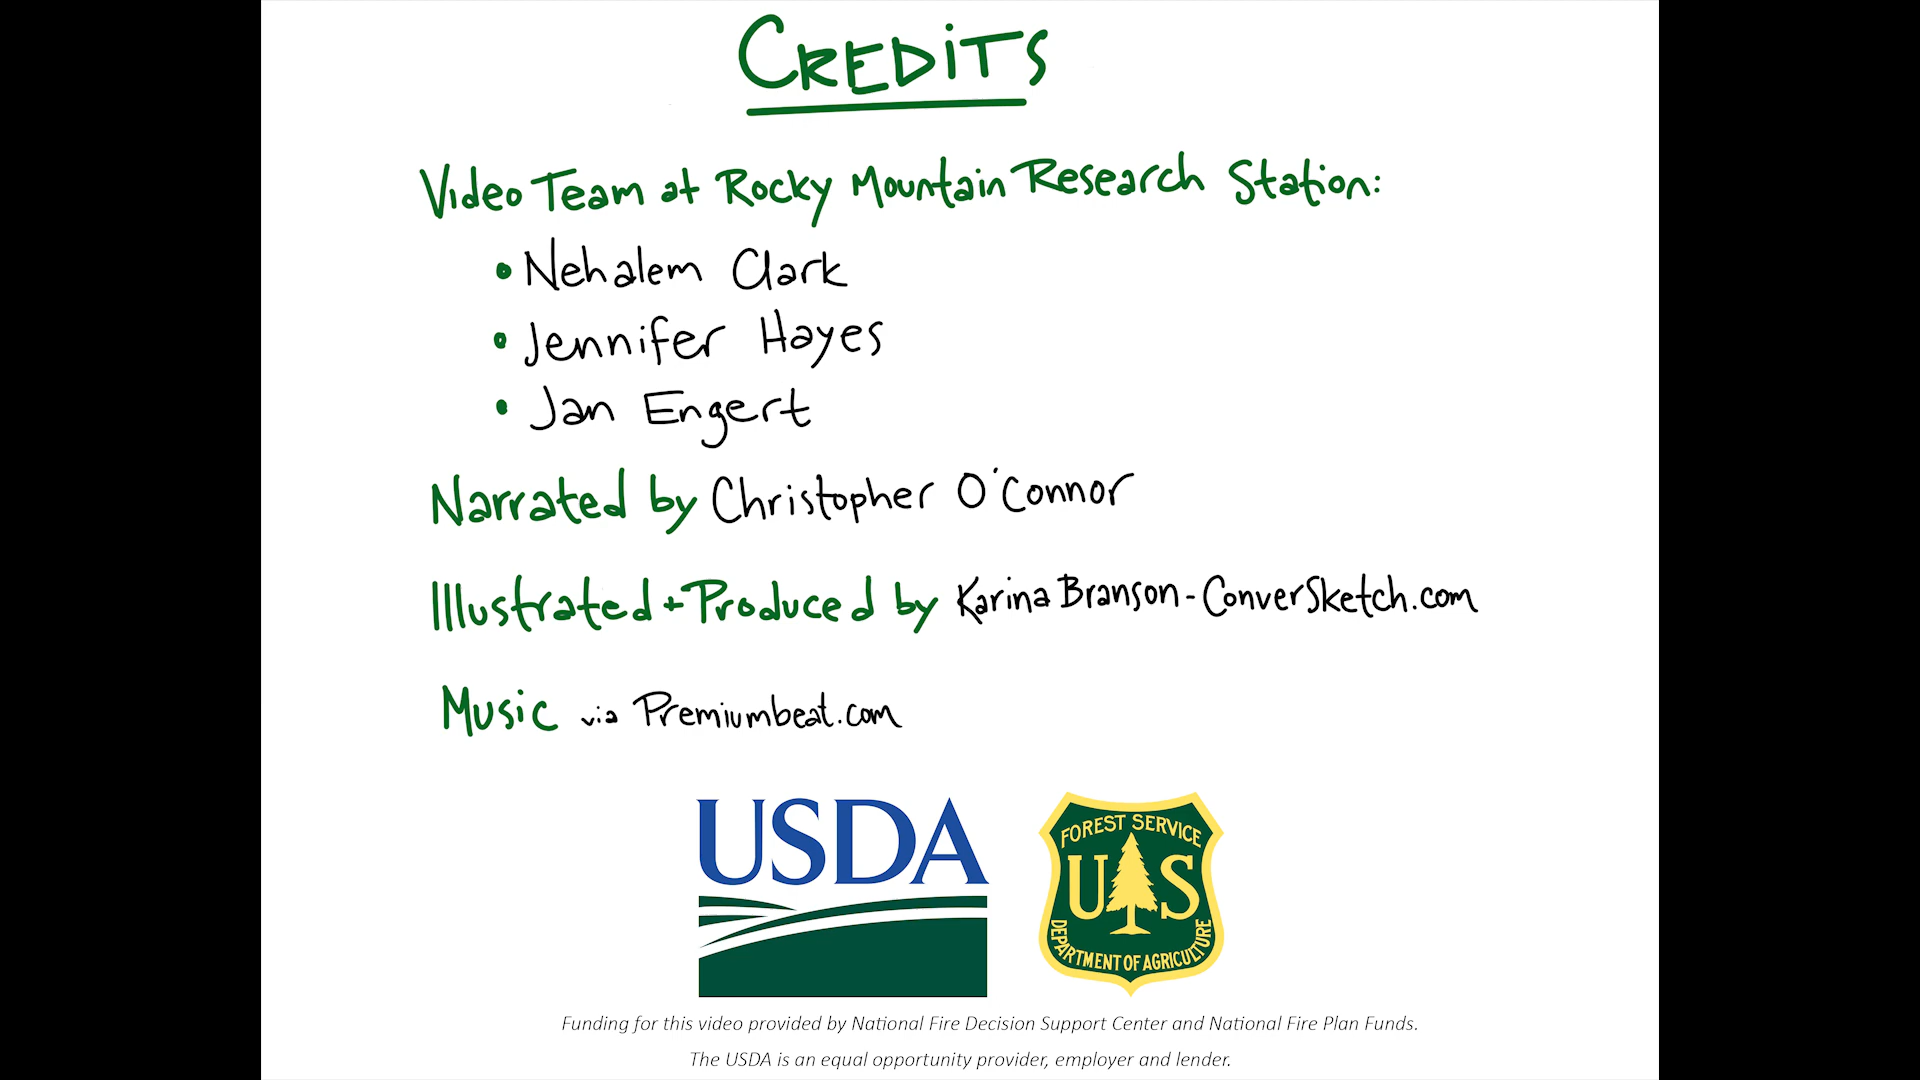 CREDITS
Video Team at Rocky Mountain Research Station:
• Nehalem Clark
• Jennifer Hayes
• Jan Engert
Narrated by Christopher O'Connor
Illustrated + Produced by Karina Branson - ConverSketch.com
Music via Premiumbeat.com
USDA
FOREST SERVICE
US
DEPARTMENT OF AGRICULTURE
Funding for this video provided by National Fire Decision Support Center and National Fire Plan Funds.
The USDA is an equal opportunity provider, employer and lender.